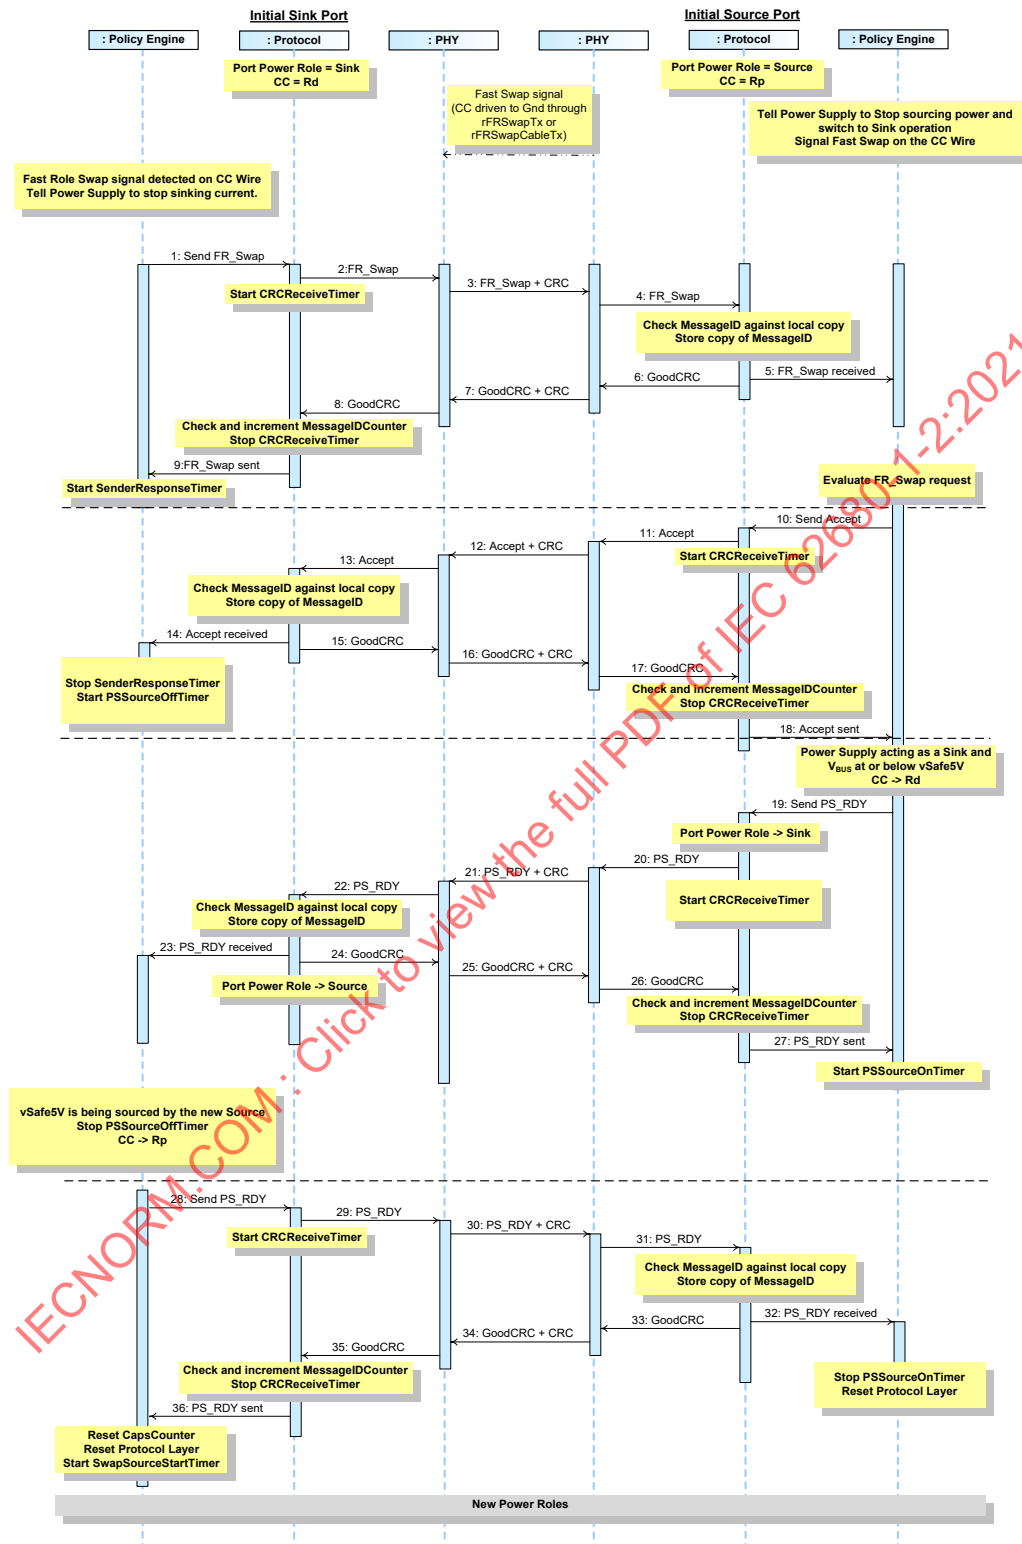 Initial Sink Port
Initial Source Port
: Policy Engine
: Protocol
: PHY
: PHY
: Protocol
: Policy Engine
Port Power Role = Sink
CC = Rd
Port Power Role = Source
CC = Rp
Fast Swap signal
(CC driven to Gnd through
rFRSwapTx or
rFRSwapCableTx)
Tell Power Supply to Stop sourcing power and
switch to Sink operation
Signal Fast Swap on the CC Wire
Fast Role Swap signal detected on CC Wire
Tell Power Supply to stop sinking current.
1: Send FR_Swap
2:FR_Swap
Start CRCReceiveTimer
3: FR_Swap + CRC
4: FR_Swap
Check MessageID against local copy
Store copy of MessageID
5: FR_Swap received
6: GoodCRC
7: GoodCRC + CRC
8: GoodCRC
Check and increment MessageIDCounter
Stop CRCReceiveTimer
9:FR_Swap sent
Start SenderResponseTimer
Evaluate FR_Swap request
10: Send Accept
11: Accept
Start CRCReceiveTimer
12: Accept + CRC
13: Accept
Check MessageID against local copy
Store copy of MessageID
14: Accept received
15: GoodCRC
16: GoodCRC + CRC
17: GoodCRC
Stop SenderResponseTimer
Start PSSourceOffTimer
Check and increment MessageIDCounter
Stop CRCReceiveTimer
18: Accept sent
Power Supply acting as a Sink and
VBUS at or below vSafe5V
CC -> Rd
19: Send PS_RDY
Port Power Role -> Sink
20: PS_RDY
Start CRCReceiveTimer
21: PS_RDY + CRC
22: PS_RDY
Check MessageID against local copy
Store copy of MessageID
23: PS_RDY received
24: GoodCRC
25: GoodCRC + CRC
26: GoodCRC
Port Power Role -> Source
Check and increment MessageIDCounter
Stop CRCReceiveTimer
27: PS_RDY sent
Start PSSourceOnTimer
vSafe5V is being sourced by the new Source
Stop PSSourceOffTimer
CC -> Rp
28: Send PS_RDY
29: PS_RDY
Start CRCReceiveTimer
30: PS_RDY + CRC
31: PS_RDY
Check MessageID against local copy
Store copy of MessageID
32: PS_RDY received
33: GoodCRC
34: GoodCRC + CRC
35: GoodCRC
Check and increment MessageIDCounter
Stop CRCReceiveTimer
Stop PSSourceOnTimer
Reset Protocol Layer
36: PS_RDY sent
Reset CapsCounter
Reset Protocol Layer
Start SwapSourceStartTimer
New Power Roles
IECNORM.COM : Click to view the full PDF of IEC 62680-1-2:2021